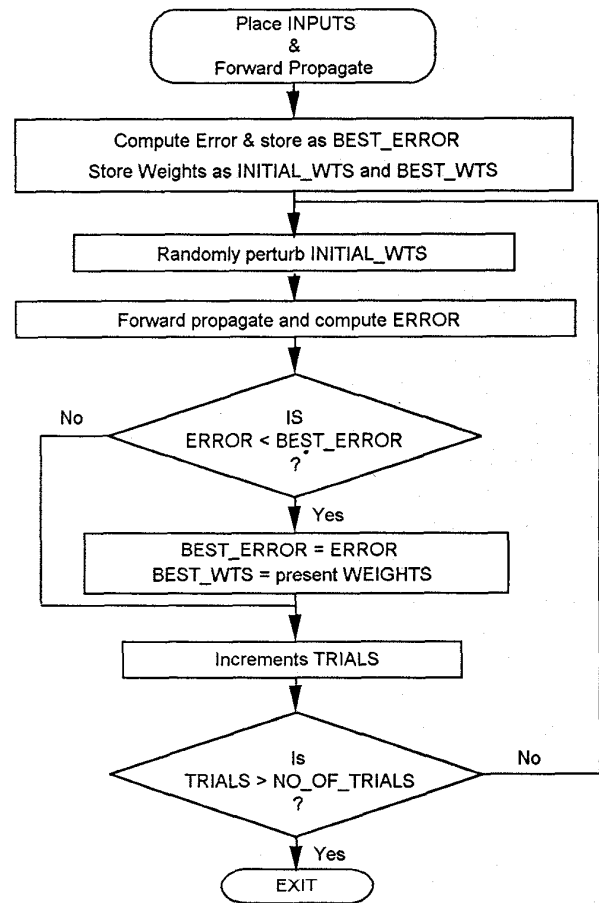 Place INPUTS
&
Forward Propagate
Compute Error & store as BEST_ERROR
Store Weights as INITIAL_WTS and BEST_WTS
Randomly perturb INITIAL_WTS
Forward propagate and compute ERROR
No
IS
ERROR < BEST_ERROR
?
Yes
BEST_ERROR = ERROR
BEST_WTS = present WEIGHTS
Increments TRIALS
Is
TRIALS > NO_OF_TRIALS
?
No
Yes
EXIT